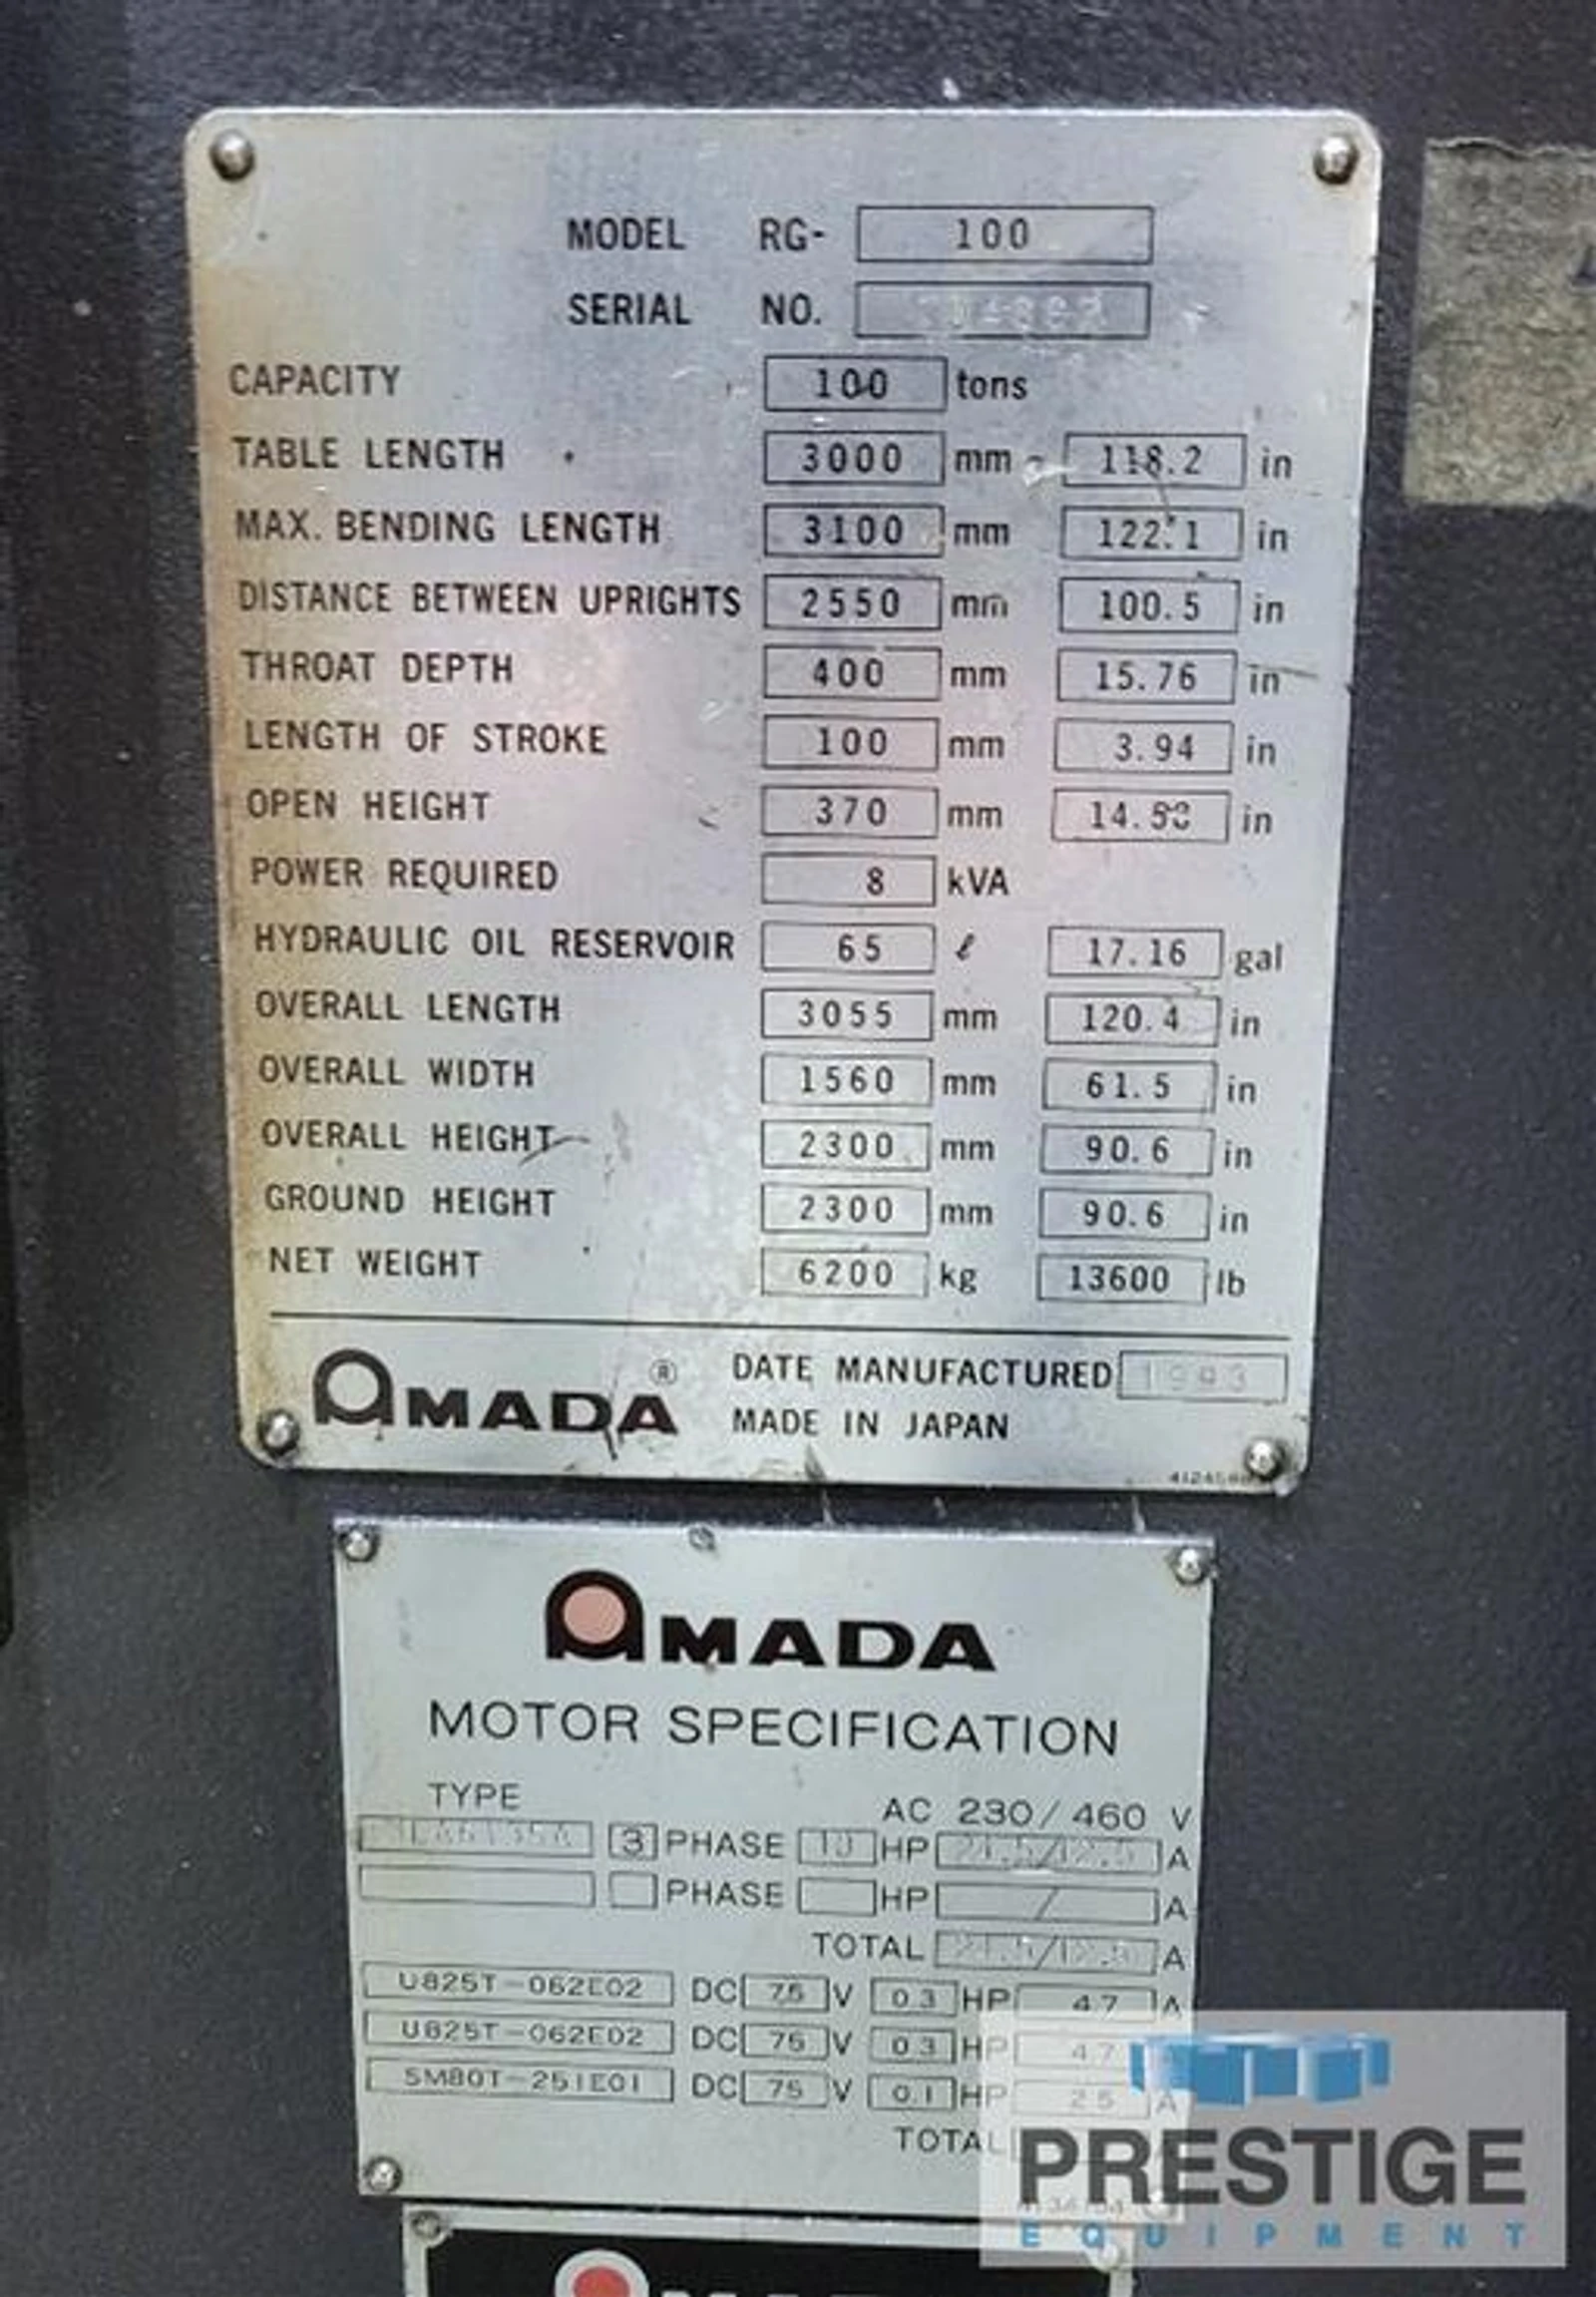 MODEL RG- 100
SERIAL NO.
CAPACITY 100 tons
TABLE LENGTH 3000 mm 118.2 in
MAX. BENDING LENGTH 3100 mm 122.1 in
DISTANCE BETWEEN UPRIGHTS 2550 mm 100.5 in
THROAT DEPTH 400 mm 15.76 in
LENGTH OF STROKE 100 mm 3.94 in
OPEN HEIGHT 370 mm in
POWER REQUIRED 8 kVA
HYDRAULIC OIL RESERVOIR 65 ℓ 17.16 gal
OVERALL LENGTH 3055 mm 120.4 in
OVERALL WIDTH 1560 mm 61.5 in
OVERALL HEIGHT 2300 mm 90.6 in
GROUND HEIGHT 2300 mm 90.6 in
NET WEIGHT 6200 kg 13600 lb
AMADA® DATE MANUFACTURED 1993
MADE IN JAPAN
AMADA
MOTOR SPECIFICATION
TYPE AC 230/460 V
3 PHASE 10 HP A
PHASE HP / A
TOTAL A
U825T-062E02 DC 75 V 0.3 HP 4.7 A
U825T-062E02 DC 75 V 0.3 HP 4.7
SM80T-251E01 DC 75 V 0.1 HP 2.5 A
TOTAL
PRESTIGE
EQUIPMENT